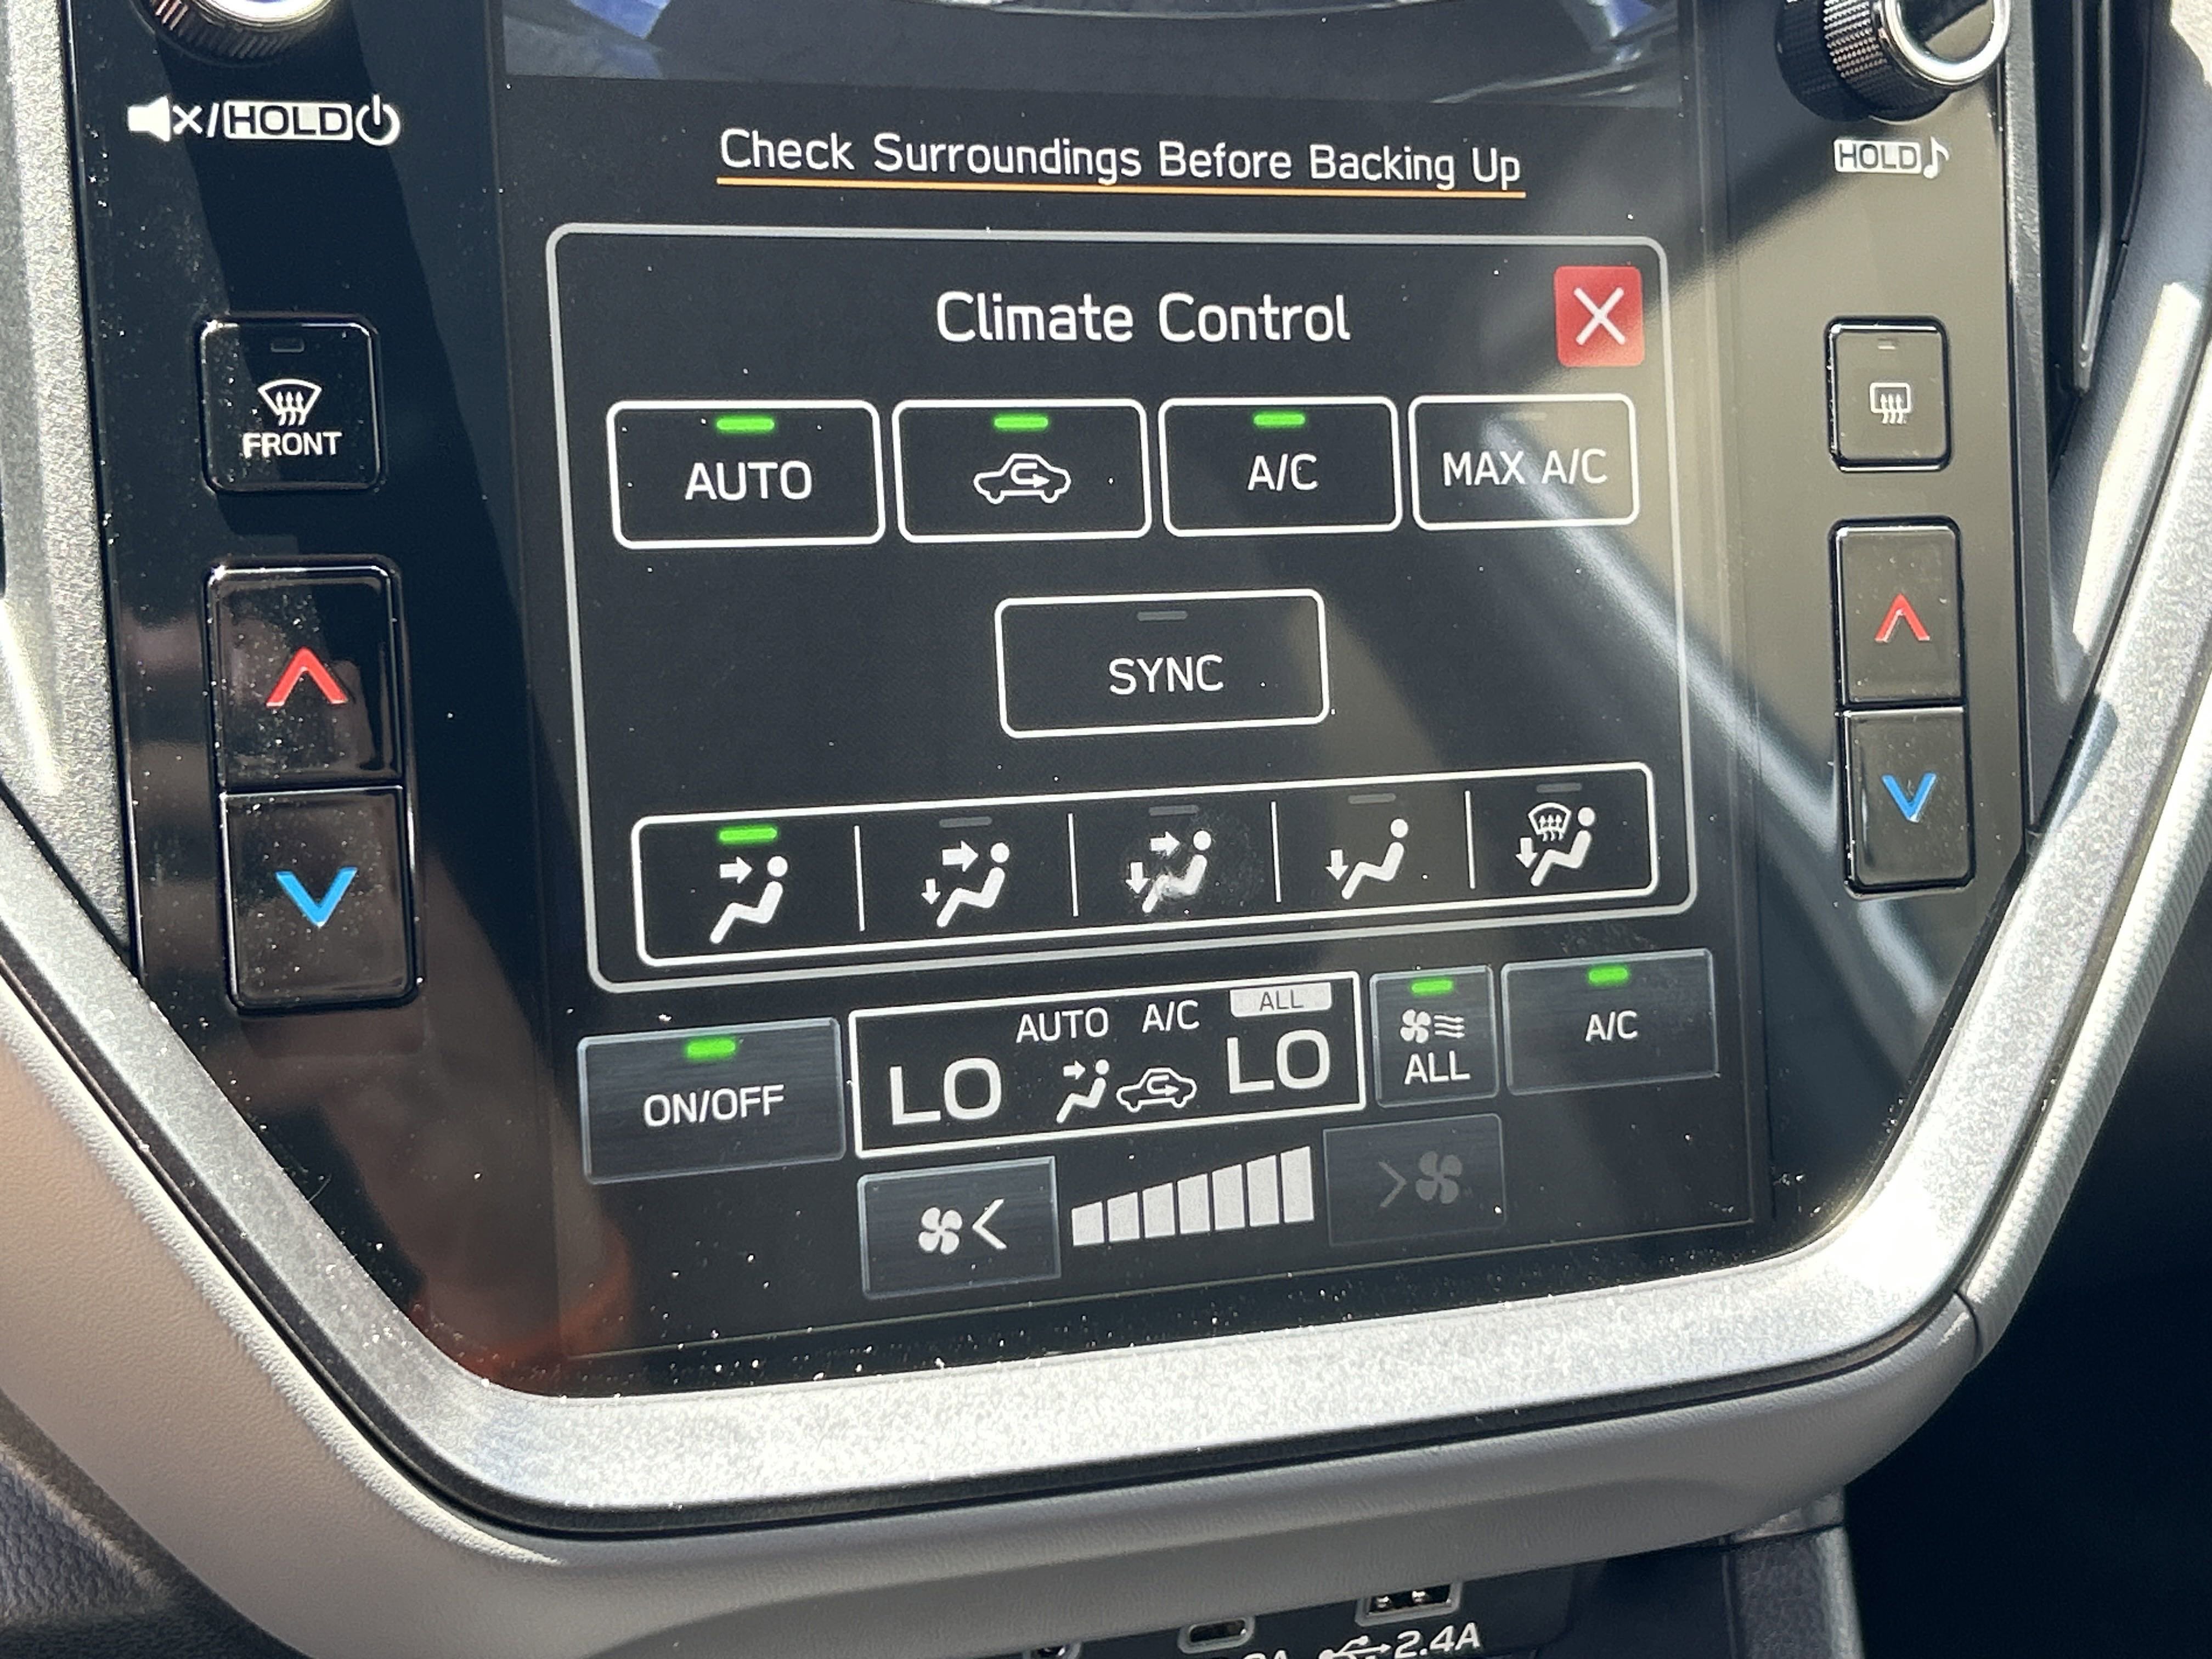 /HOLD
HOLD
Check Surroundings Before Backing Up
Climate Control
FRONT
AUTO
A/C
MAX A/C
SYNC
ON/OFF
AUTO A/C ALL
LO LO
ALL
A/C
2.4A